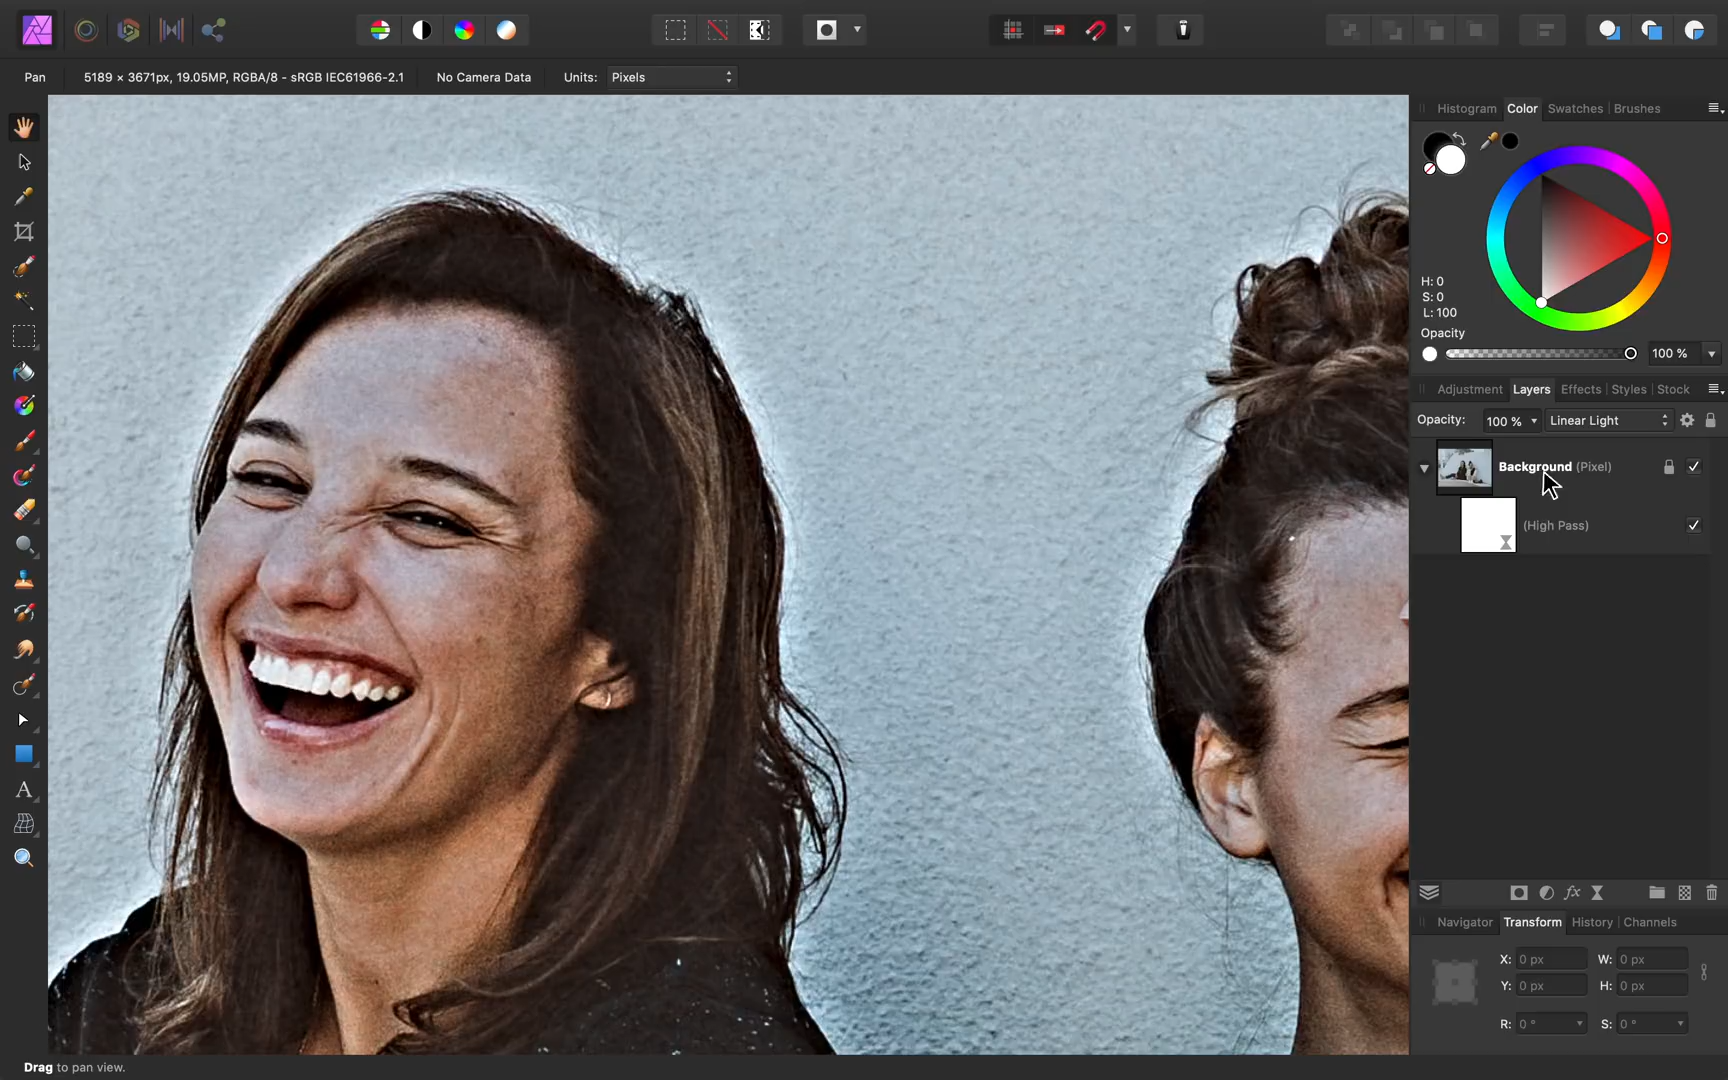 Pan 5189 × 3671px, 19.05MP, RGBA/8 - sRGB IEC61966-2.1 No Camera Data Units: Pixels
Histogram Color Swatches Brushes
H: 0
S: 0
L: 100
Opacity
100 %
Adjustment Layers Effects Styles Stock
Opacity: 100 % Linear Light
Background (Pixel)
(High Pass)
fx
Navigator Transform History Channels
X: 0 px W: 0 px
Y: 0 px H: 0 px
R: 0 ° S: 0 °
A
Drag to pan view.